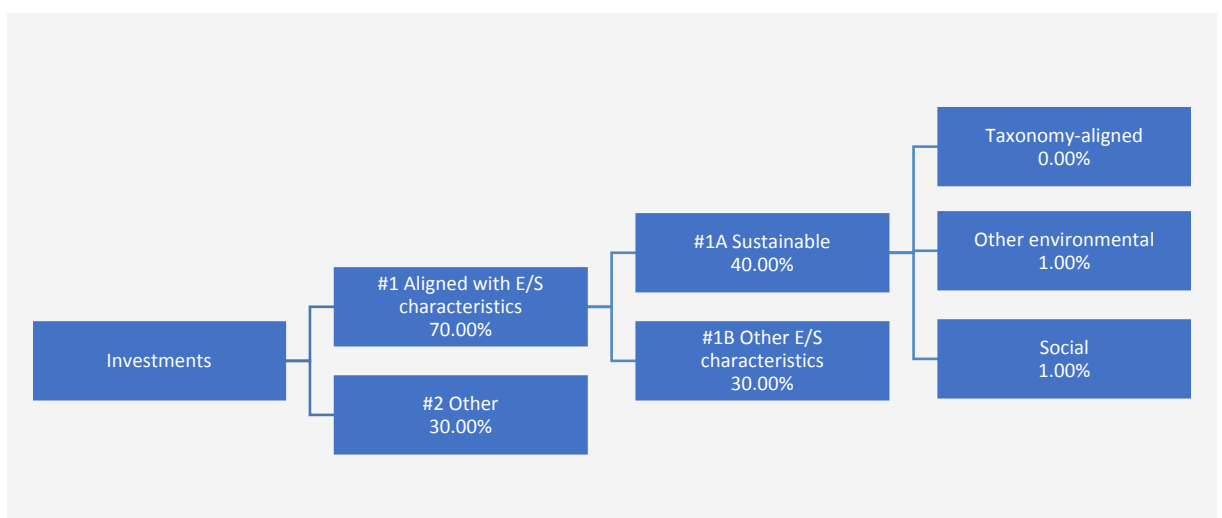 Investments
#1 Aligned with E/S
characteristics
70.00%
#2 Other
30.00%
#1A Sustainable
40.00%
#1B Other E/S
characteristics
30.00%
Taxonomy-aligned
0.00%
Other environmental
1.00%
Social
1.00%